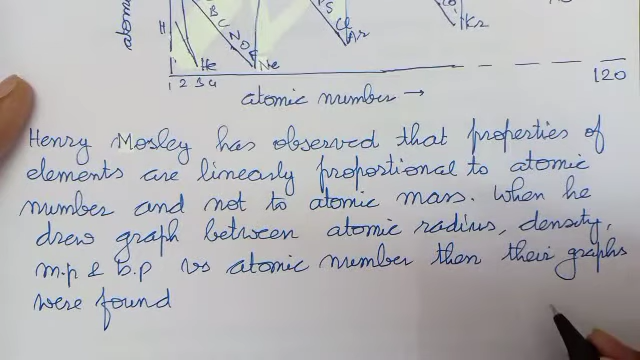 atomic
H
B C N O F
He
Ne
P S Cl
Ar
Kr
1 2 3 4
120
atomic number →
Henry Mosley has observed that properties of
elements are linearly proportional to atomic
number and not to atomic mass. When he
drew graph between atomic radius, density,
m.p & b.p vs atomic number then their graphs
were found